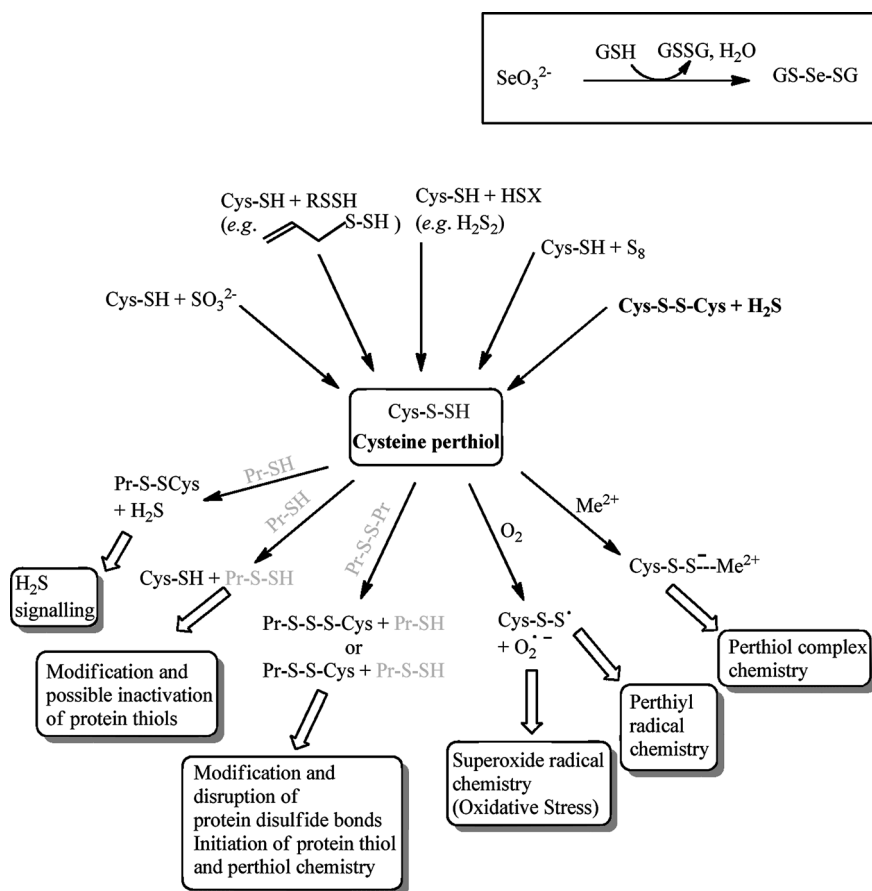 GSH GSSG, H₂O
SeO₃²⁻ GS-Se-SG
Cys-SH + RSSH
(e.g. S-SH )
Cys-SH + HSX
(e.g. H₂S₂)
Cys-SH + S₈
Cys-SH + SO₃²⁻
Cys-S-S-Cys + H₂S
Cys-S-SH
Cysteine perthiol
Pr-SH
Pr-S-SCys
+ H₂S
H₂S
signalling
Pr-SH
Cys-SH + Pr-S-SH
Modification and
possible inactivation
of protein thiols
Pr-S-S-Pr
Pr-S-S-S-Cys + Pr-SH
or
Pr-S-S-Cys + Pr-S-SH
Modification and
disruption of
protein disulfide bonds
Initiation of protein thiol
and perthiol chemistry
O₂
Cys-S-S•
+ O₂•−
Superoxide radical
chemistry
(Oxidative Stress)
Perthiyl
radical
chemistry
Me²⁺
Cys-S-S⁻---Me²⁺
Perthiol complex
chemistry